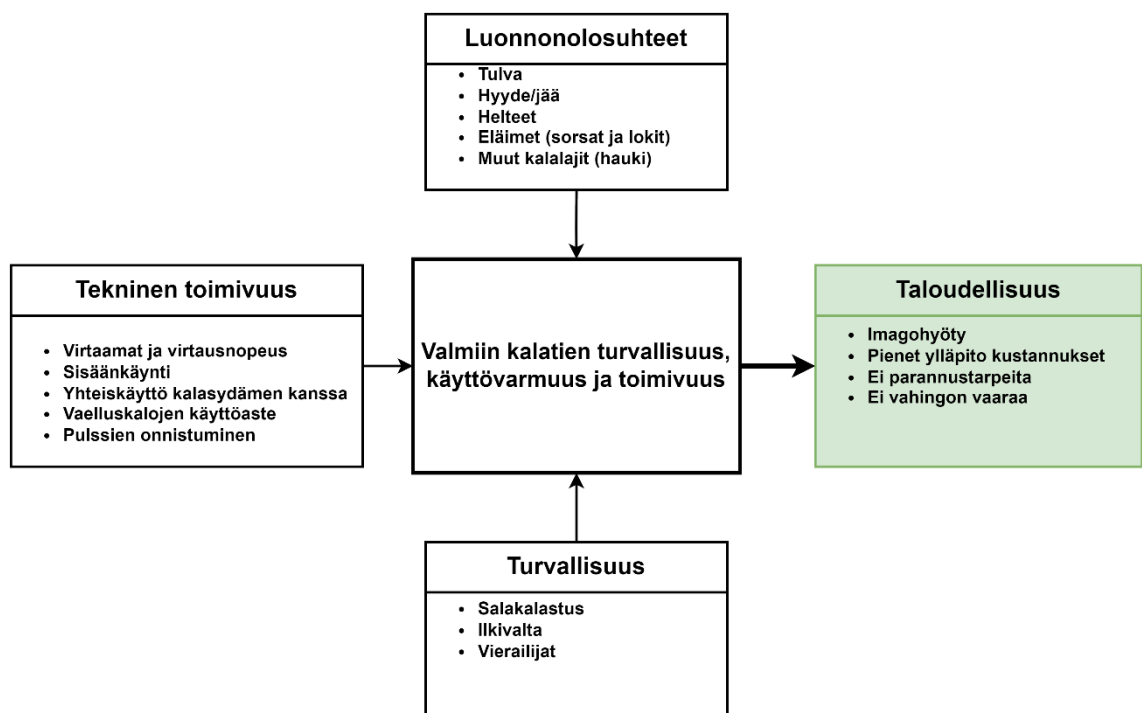 Luonnonolosuhteet
Tulva
Hyyde/jää
Helteet
Eläimet (sorsat ja lokit)
Muut kalalajit (hauki)
Tekninen toimivuus
Virtaamat ja virtausnopeus
Sisäänkäynti
Yhteiskäyttö kalasydämen kanssa
Vaelluskalojen käyttöaste
Pulssien onnistuminen
Valmiin kalatien turvallisuus,
käyttövarmuus ja toimivuus
Taloudellisuus
Imagohyöty
Pienet ylläpito kustannukset
Ei parannustarpeita
Ei vahingon vaaraa
Turvallisuus
Salakalastus
Ilkivalta
Vierailijat